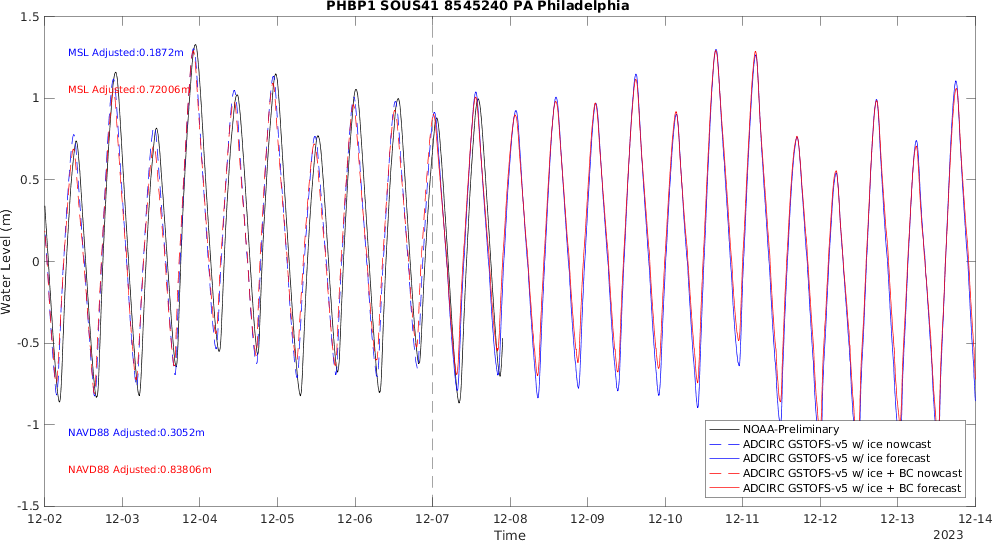 PHBP1 SOUS41 8545240 PA Philadelphia
1.5
1
0.5
0
-0.5
-1
-1.5
Water Level (m)
MSL Adjusted:0.1872m
MSL Adjusted:0.72006m
NAVD88 Adjusted:0.3052m
NAVD88 Adjusted:0.83806m
NOAA-Preliminary
ADCIRC GSTOFS-v5 w/ ice nowcast
ADCIRC GSTOFS-v5 w/ ice forecast
ADCIRC GSTOFS-v5 w/ ice + BC nowcast
ADCIRC GSTOFS-v5 w/ ice + BC forecast
12-02 12-03 12-04 12-05 12-06 12-07 12-08 12-09 12-10 12-11 12-12 12-13 12-14
Time
2023